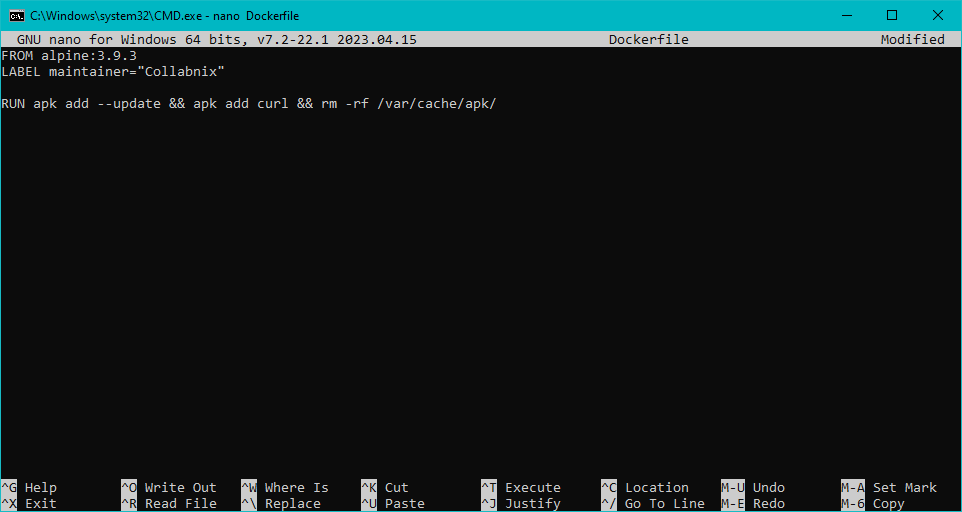 C:\Windows\system32\CMD.exe - nano Dockerfile
GNU nano for Windows 64 bits, v7.2-22.1 2023.04.15 Dockerfile Modified
FROM alpine:3.9.3
LABEL maintainer="Collabnix"
RUN apk add --update && apk add curl && rm -rf /var/cache/apk/
^G Help ^O Write Out ^W Where Is ^K Cut ^T Execute ^C Location M-U Undo M-A Set Mark
^X Exit ^R Read File ^\ Replace ^U Paste ^J Justify ^/ Go To Line M-E Redo M-6 Copy